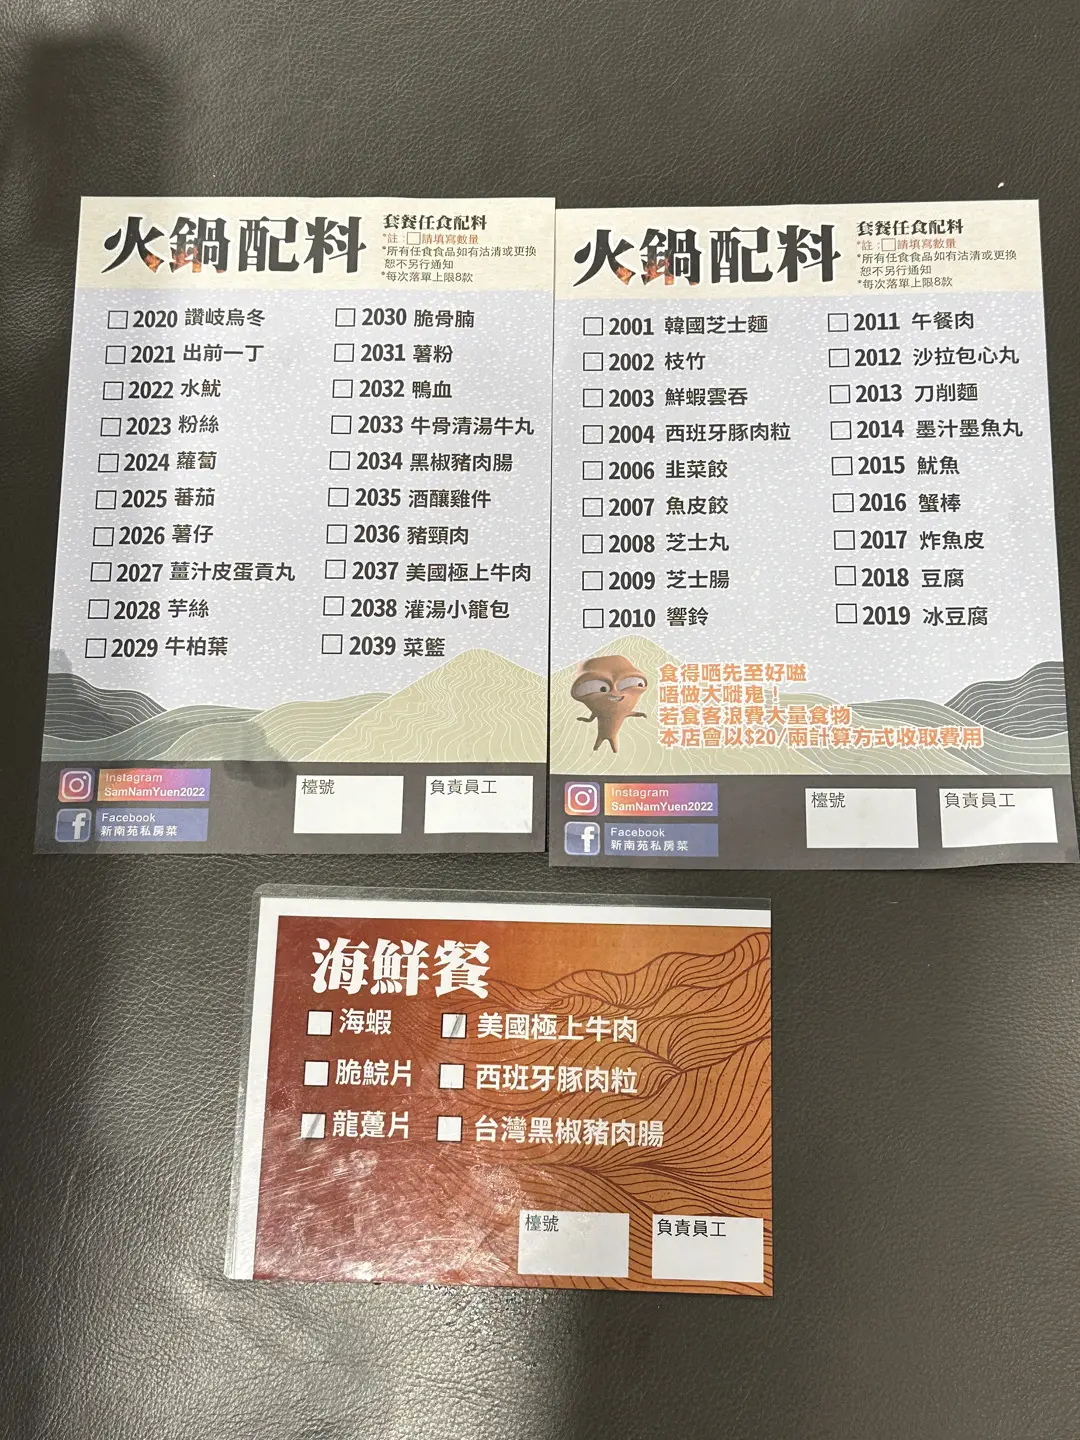 火鍋配料
套餐任食配料
*註：□請填寫數量
*所有任食食品如有沽清或更換
恕不另行通知
*每次落單上限8款
2020 讚岐烏冬
2021 出前一丁
2022 水魷
2023 粉絲
2024 蘿蔔
2025 蕃茄
2026 薯仔
2027 薑汁皮蛋貢丸
2028 芋絲
2029 牛柏葉
2030 脆骨腩
2031 薯粉
2032 鴨血
2033 牛骨清湯牛丸
2034 黑椒豬肉腸
2035 酒釀雞件
2036 豬頸肉
2037 美國極上牛肉
2038 灌湯小籠包
2039 菜籃
Instagram
SamNamYuen2022
Facebook
新南苑私房菜
檯號
負責員工
火鍋配料
套餐任食配料
*註：□請填寫數量
*所有任食食品如有沽清或更換
恕不另行通知
*每次落單上限8款
2001 韓國芝士麵
2002 枝竹
2003 鮮蝦雲吞
2004 西班牙豚肉粒
2006 韭菜餃
2007 魚皮餃
2008 芝士丸
2009 芝士腸
2010 響鈴
2011 午餐肉
2012 沙拉包心丸
2013 刀削麵
2014 墨汁墨魚丸
2015 魷魚
2016 蟹棒
2017 炸魚皮
2018 豆腐
2019 冰豆腐
食得哂先至好嗌
唔做大嘥鬼！
若食客浪費大量食物
本店會以$20/兩計算方式收取費用
Instagram
SamNamYuen2022
Facebook
新南苑私房菜
檯號
負責員工
海鮮餐
海蝦
脆鯇片
龍躉片
美國極上牛肉
西班牙豚肉粒
台灣黑椒豬肉腸
檯號
負責員工